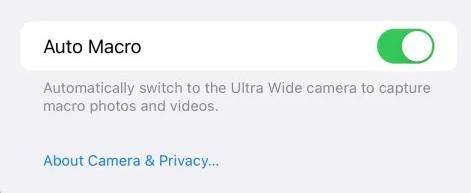 Auto Macro
Automatically switch to the Ultra Wide camera to capture
macro photos and videos.
About Camera & Privacy...